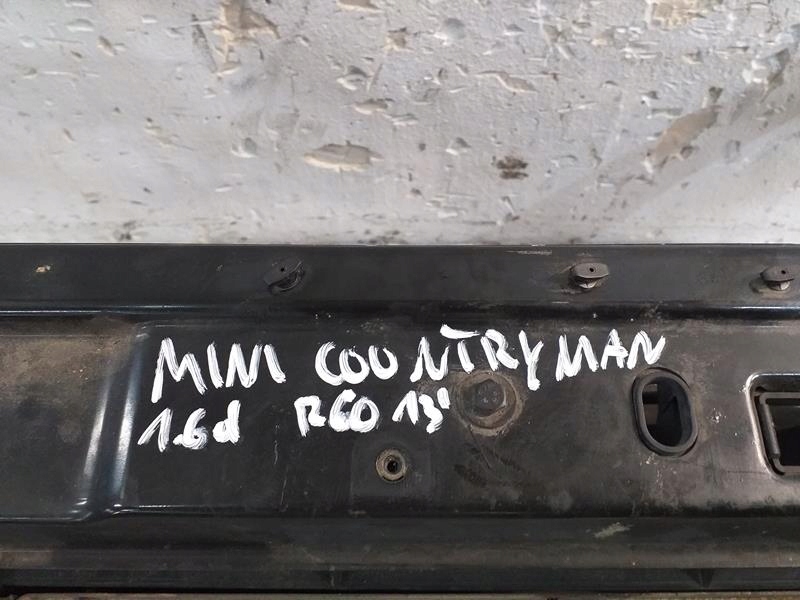 MINI COUNTRYMAN
1.6d R60 13'